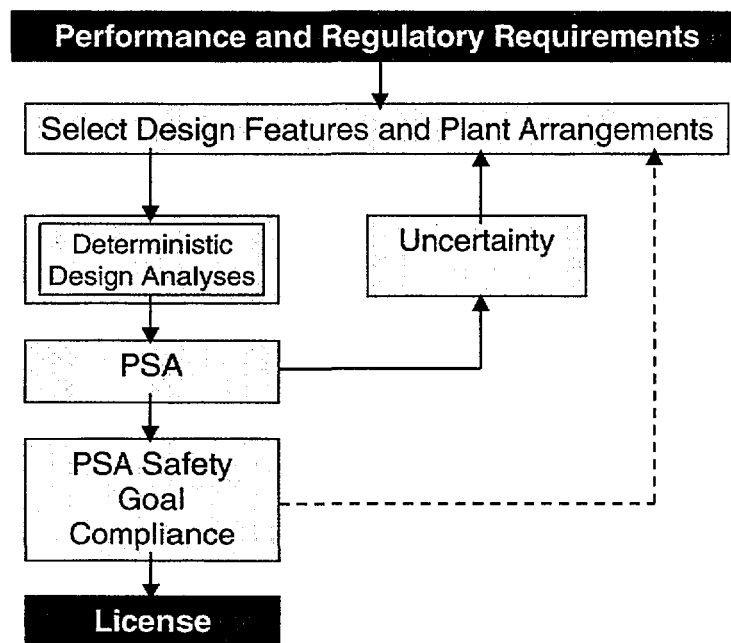 Performance and Regulatory Requirements
Select Design Features and Plant Arrangements
Deterministic
Design Analyses
Uncertainty
PSA
PSA Safety
Goal
Compliance
License